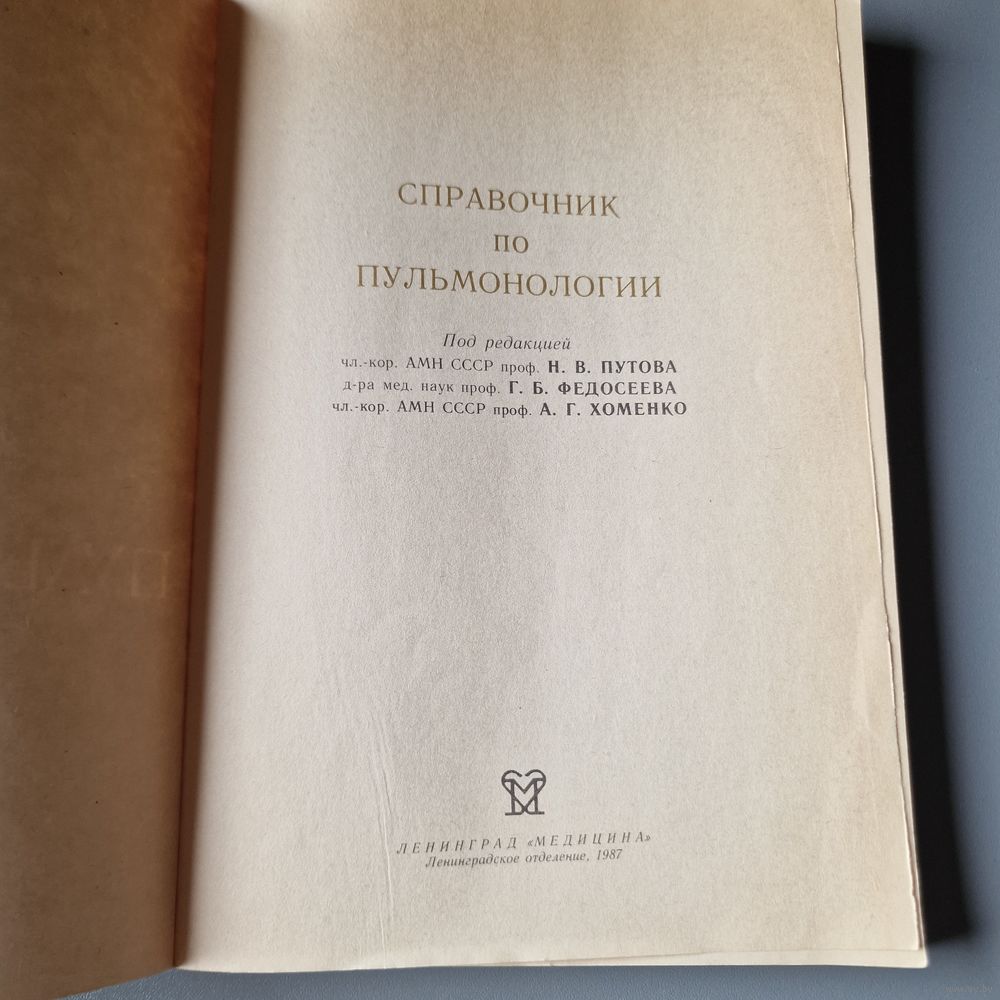 СПРАВОЧНИК
ПО
ПУЛЬМОНОЛОГИИ
Под редакцией
чл.-кор. АМН СССР проф. Н. В. ПУТОВА
д-ра мед. наук проф. Г. Б. ФЕДОСЕЕВА
чл.-кор. АМН СССР проф. А. Г. ХОМЕНКО
ЛЕНИНГРАД «МЕДИЦИНА»
Ленинградское отделение, 1987